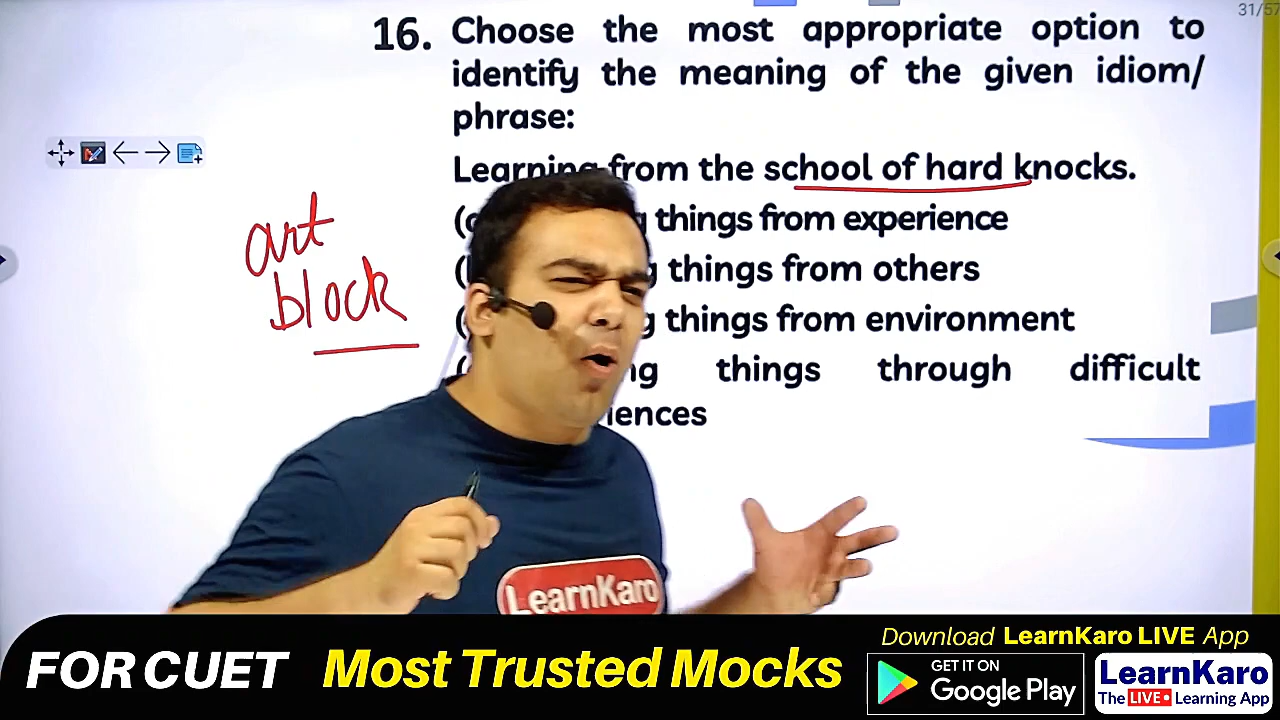 31/57
16. Choose the most appropriate option to
identify the meaning of the given idiom/
phrase:
Learning from the school of hard knocks.
things from experience
things from others
things from environment
things through difficult
art
block
LearnKaro
FOR CUET Most Trusted Mocks
Download LearnKaro LIVE App
GET IT ON
Google Play
LearnKaro
The LIVE Learning App